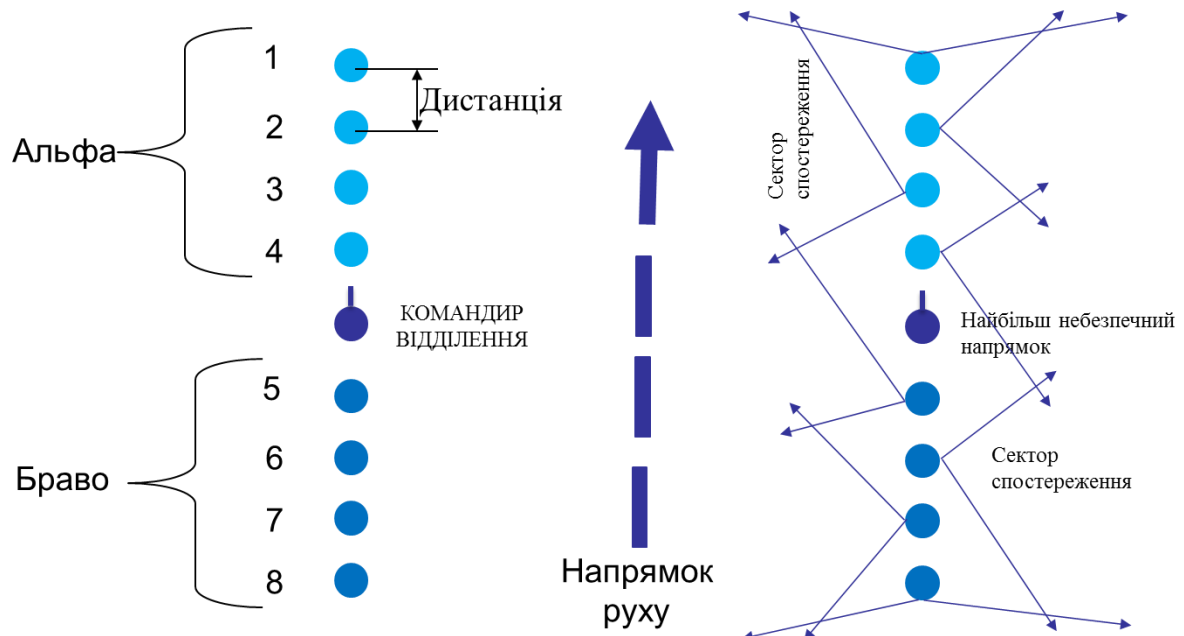 Альфа
1
2
3
4
Дистанція
КОМАНДИР
ВІДДІЛЕННЯ
Браво
5
6
7
8
Напрямок
руху
Сектор
спостереження
Найбільш небезпечний
напрямок
Сектор
спостереження